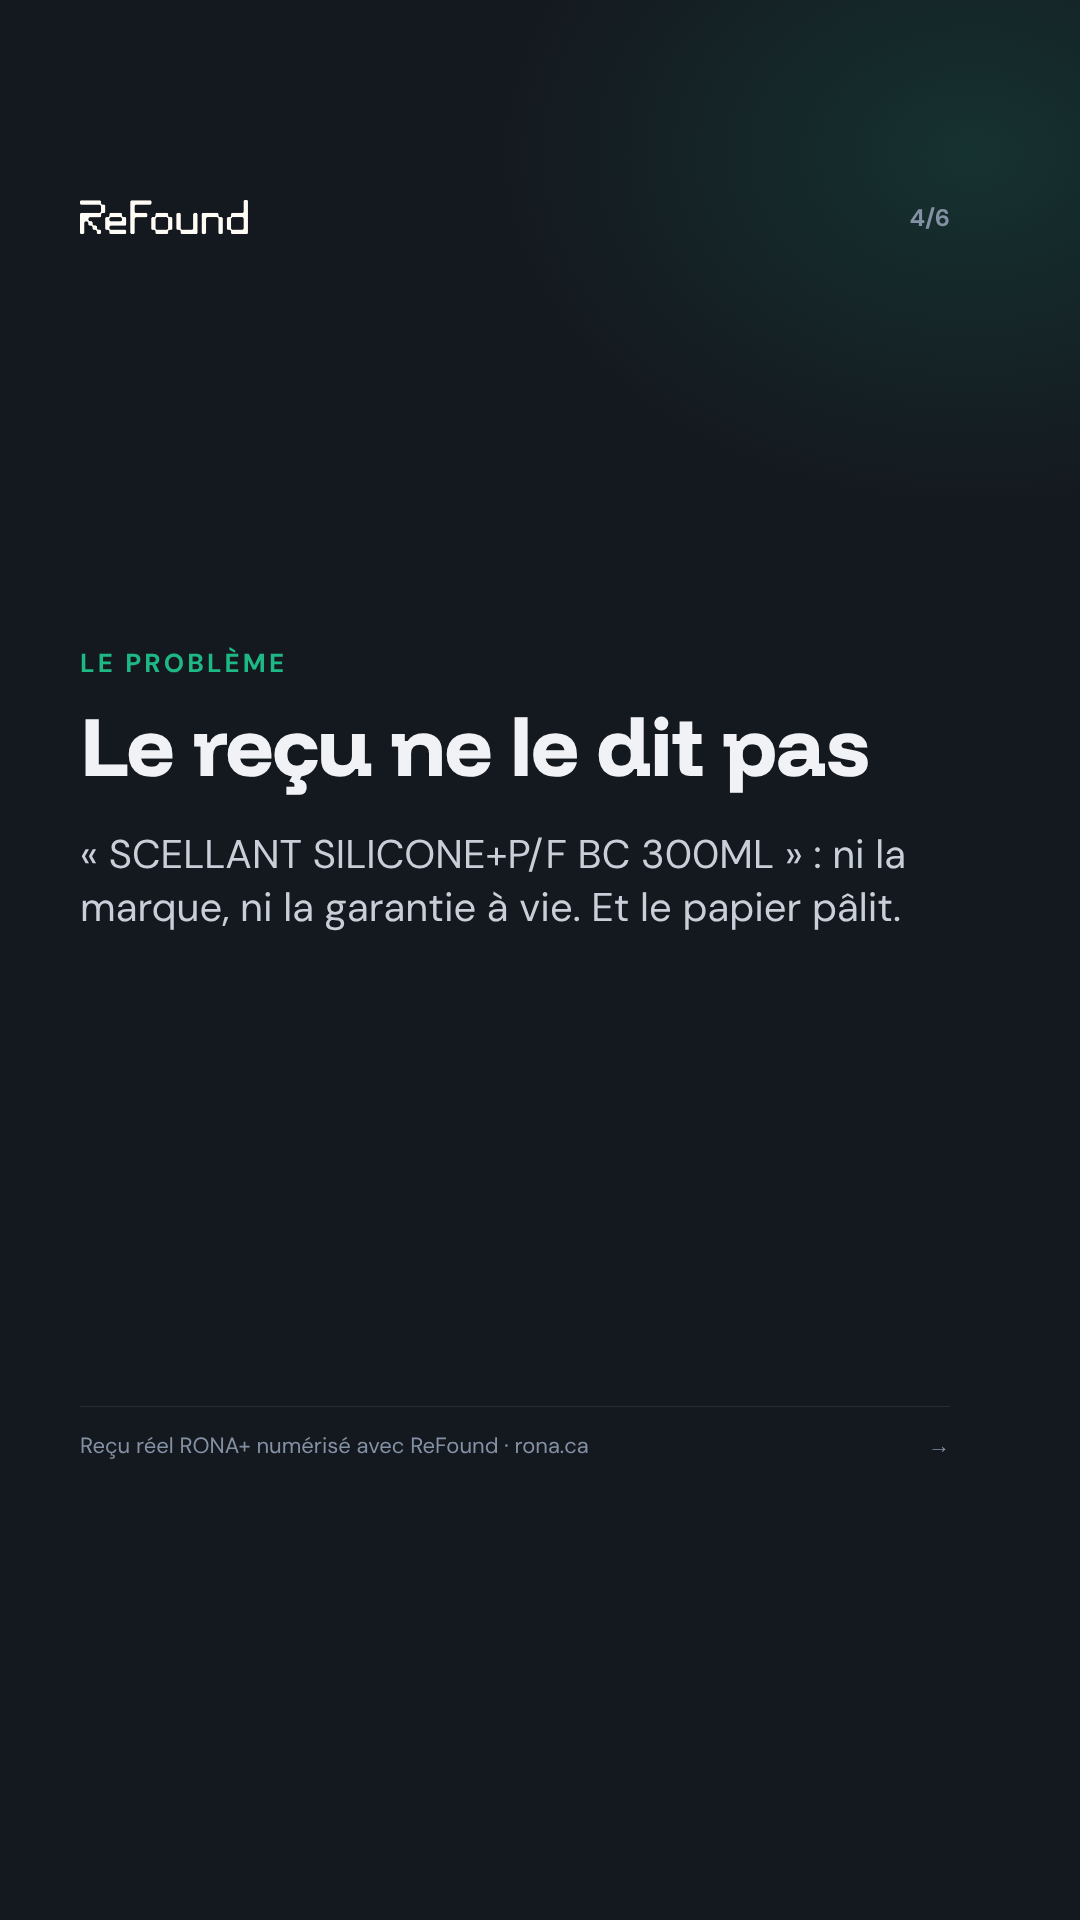 ReFound
4/6
LE PROBLÈME
Le reçu ne le dit pas
« SCELLANT SILICONE+P/F BC 300ML » : ni la
marque, ni la garantie à vie. Et le papier pâlit.
Reçu réel RONA+ numérisé avec ReFound · rona.ca →